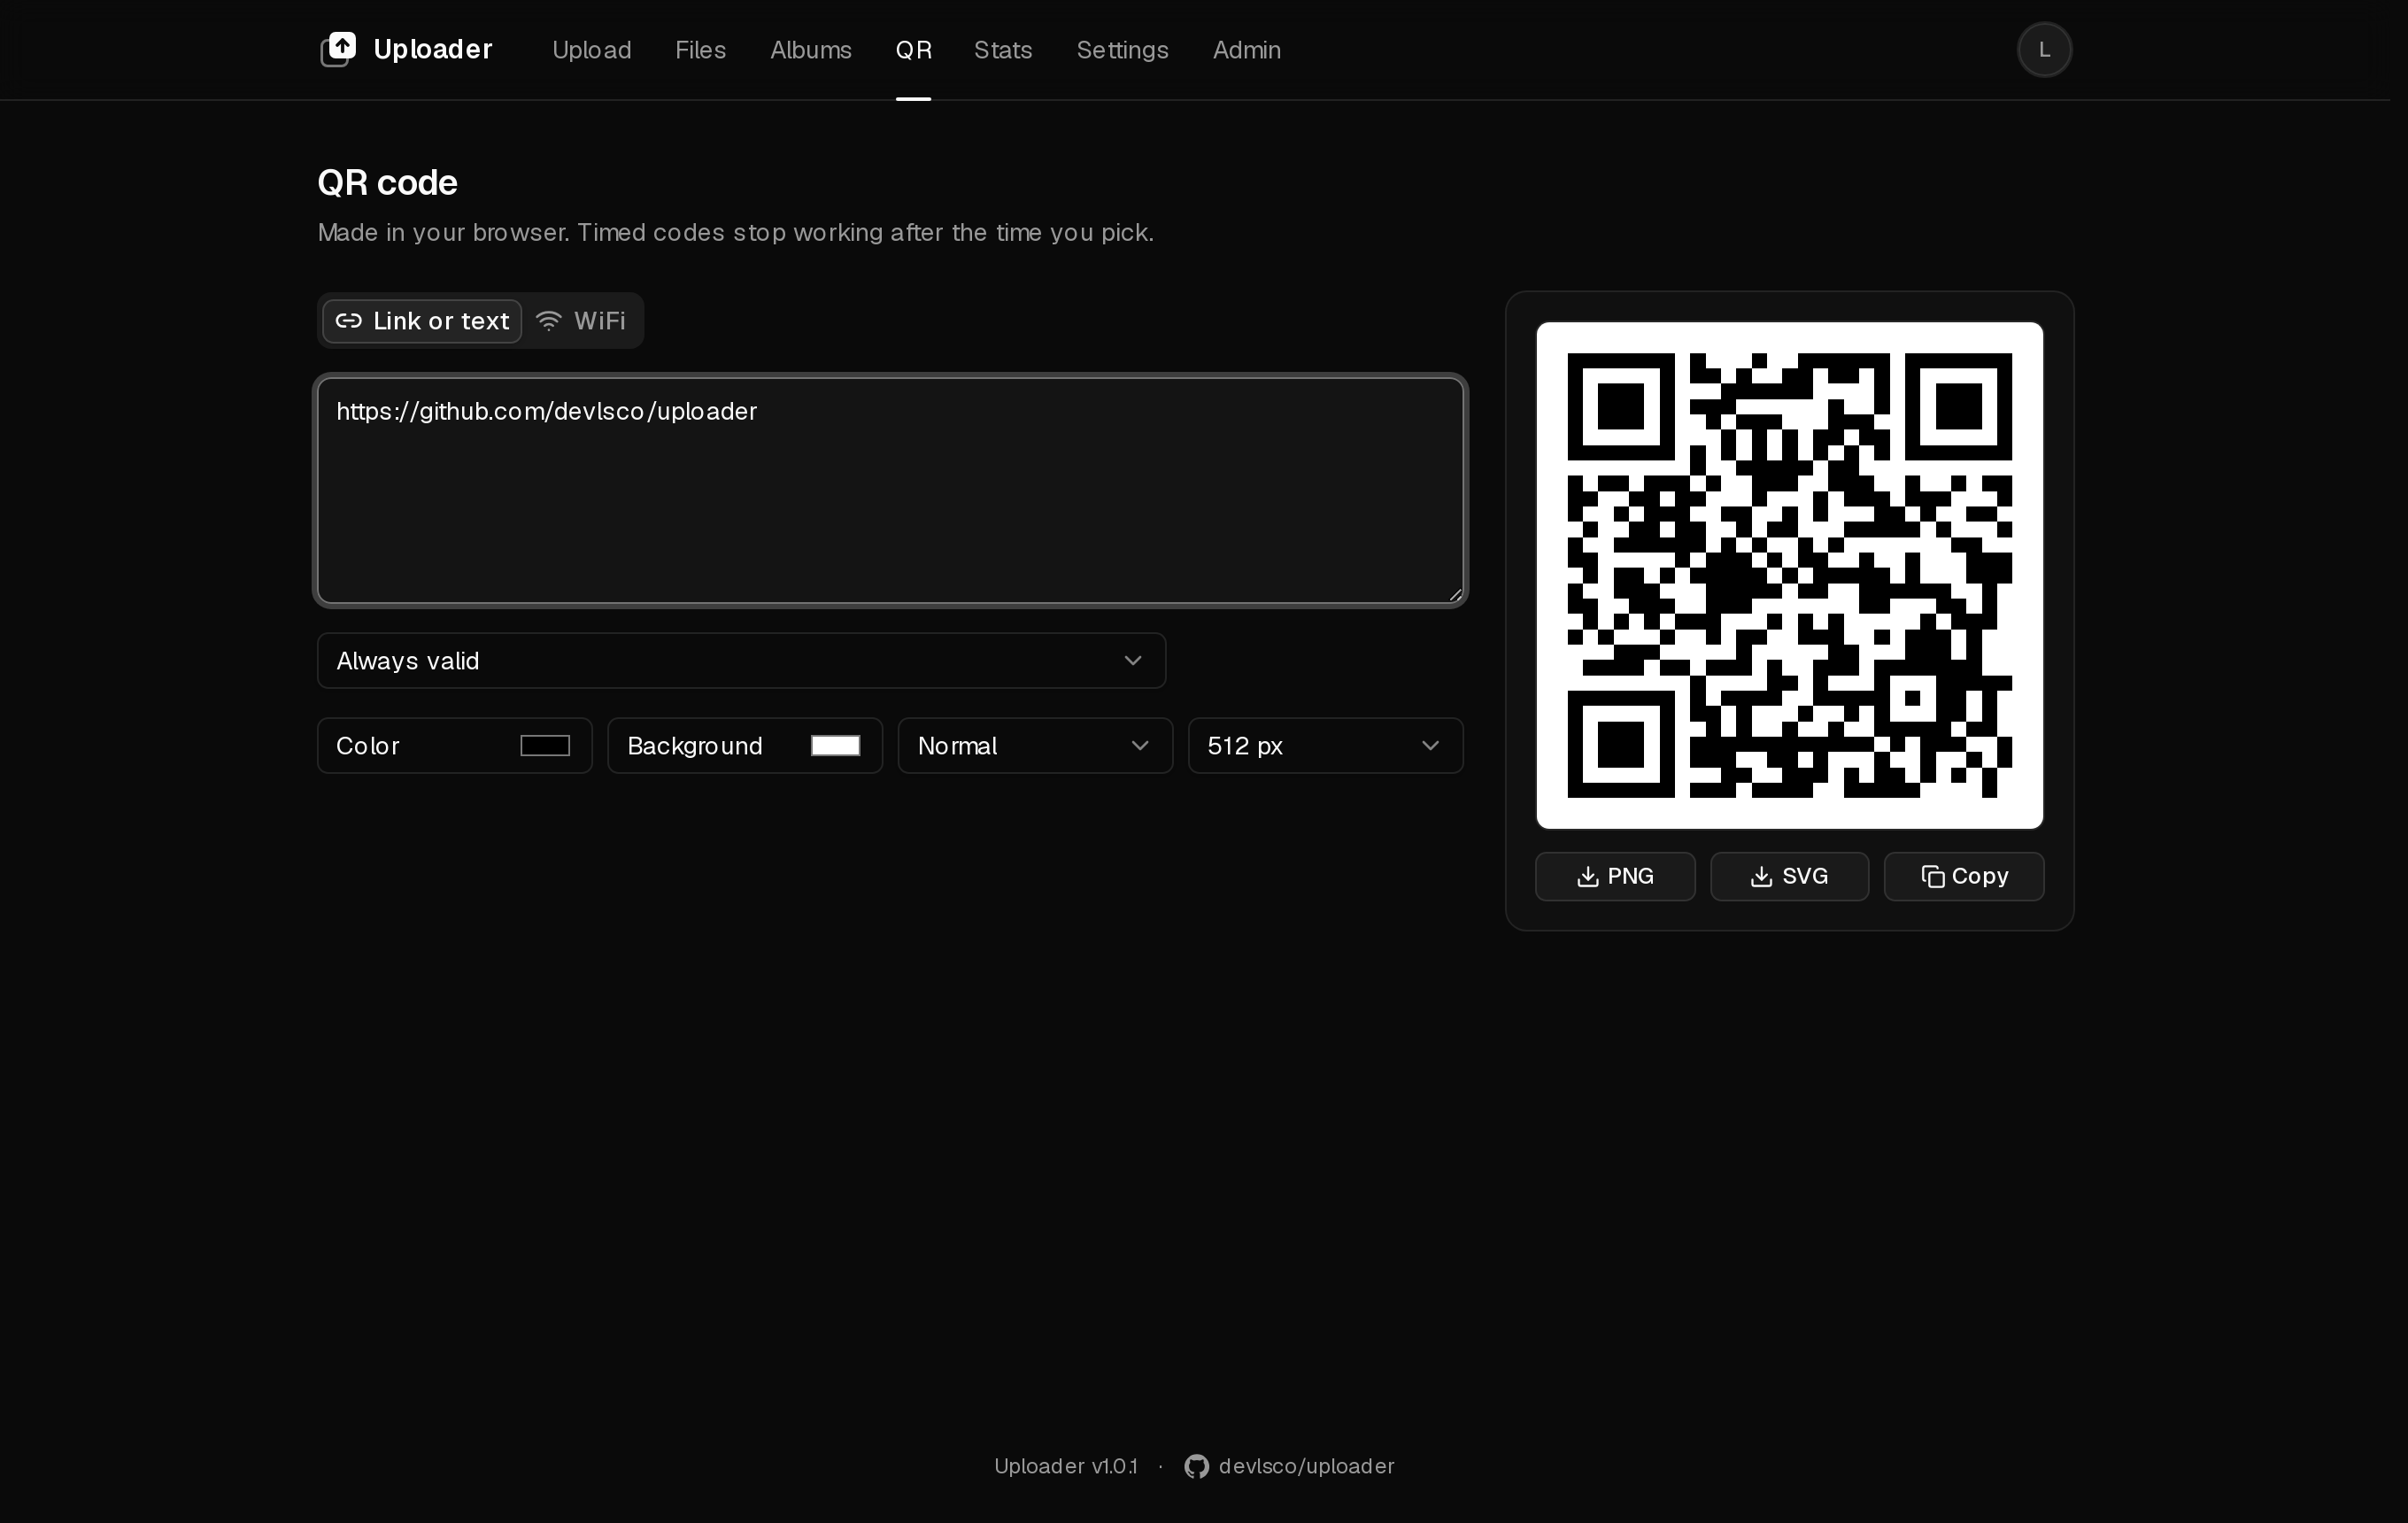 Uploader Upload Files Albums QR Stats Settings Admin L
QR code
Made in your browser. Timed codes stop working after the time you pick.
Link or text WiFi
https://github.com/devlsco/uploader
Always valid
Color Background Normal 512 px
PNG SVG Copy
Uploader v1.0.1 · devlsco/uploader